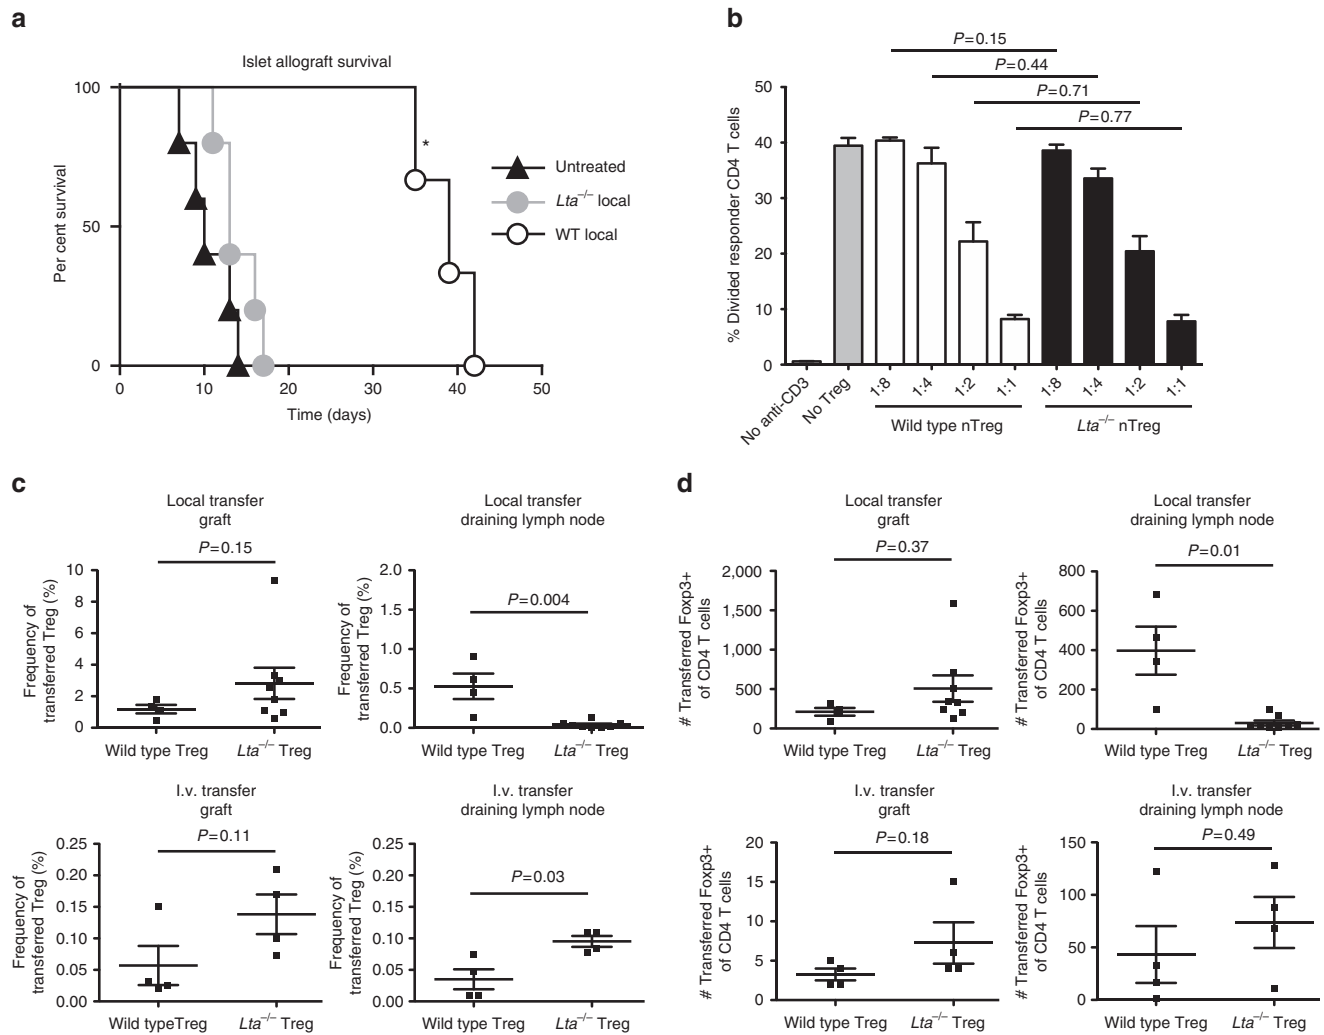 a
Islet allograft survival
Per cent survival
100
50
0
0 10 20 30 40 50
Time (days)
*
Untreated
Lta–/– local
WT local
b
P=0.15
P=0.44
P=0.71
P=0.77
% Divided responder CD4 T cells
50
40
30
20
10
0
No anti-CD3
No Treg
1:8 1:4 1:2 1:1 1:8 1:4 1:2 1:1
Wild type nTreg
Lta–/– nTreg
c
Local transfer
graft
P=0.15
Frequency of
transferred Treg (%)
10
8
6
4
2
0
Wild type Treg Lta–/– Treg
Local transfer
draining lymph node
P=0.004
Frequency of
transferred Treg (%)
2.0
1.5
1.0
0.5
0.0
Wild type Treg Lta–/– Treg
I.v. transfer
graft
P=0.11
Frequency of
transferred Treg (%)
0.25
0.20
0.15
0.10
0.05
0.00
Wild typeTreg Lta–/– Treg
I.v. transfer
draining lymph node
P=0.03
Frequency of
transferred Treg (%)
0.25
0.20
0.15
0.10
0.05
0.00
Wild type Treg Lta–/– Treg
d
Local transfer
graft
P=0.37
# Transferred Foxp3+
of CD4 T cells
2,000
1,500
1,000
500
0
Wild type Treg Lta–/– Treg
Local transfer
draining lymph node
P=0.01
# Transferred Foxp3+
of CD4 T cells
800
600
400
200
0
Wild type Treg Lta–/– Treg
I.v. transfer
graft
P=0.18
# Transferred Foxp3+
of CD4 T cells
20
15
10
5
0
Wild type Treg Lta–/– Treg
I.v. transfer
draining lymph node
P=0.49
# Transferred Foxp3+
of CD4 T cells
150
100
50
0
Wild type Treg Lta–/– Treg